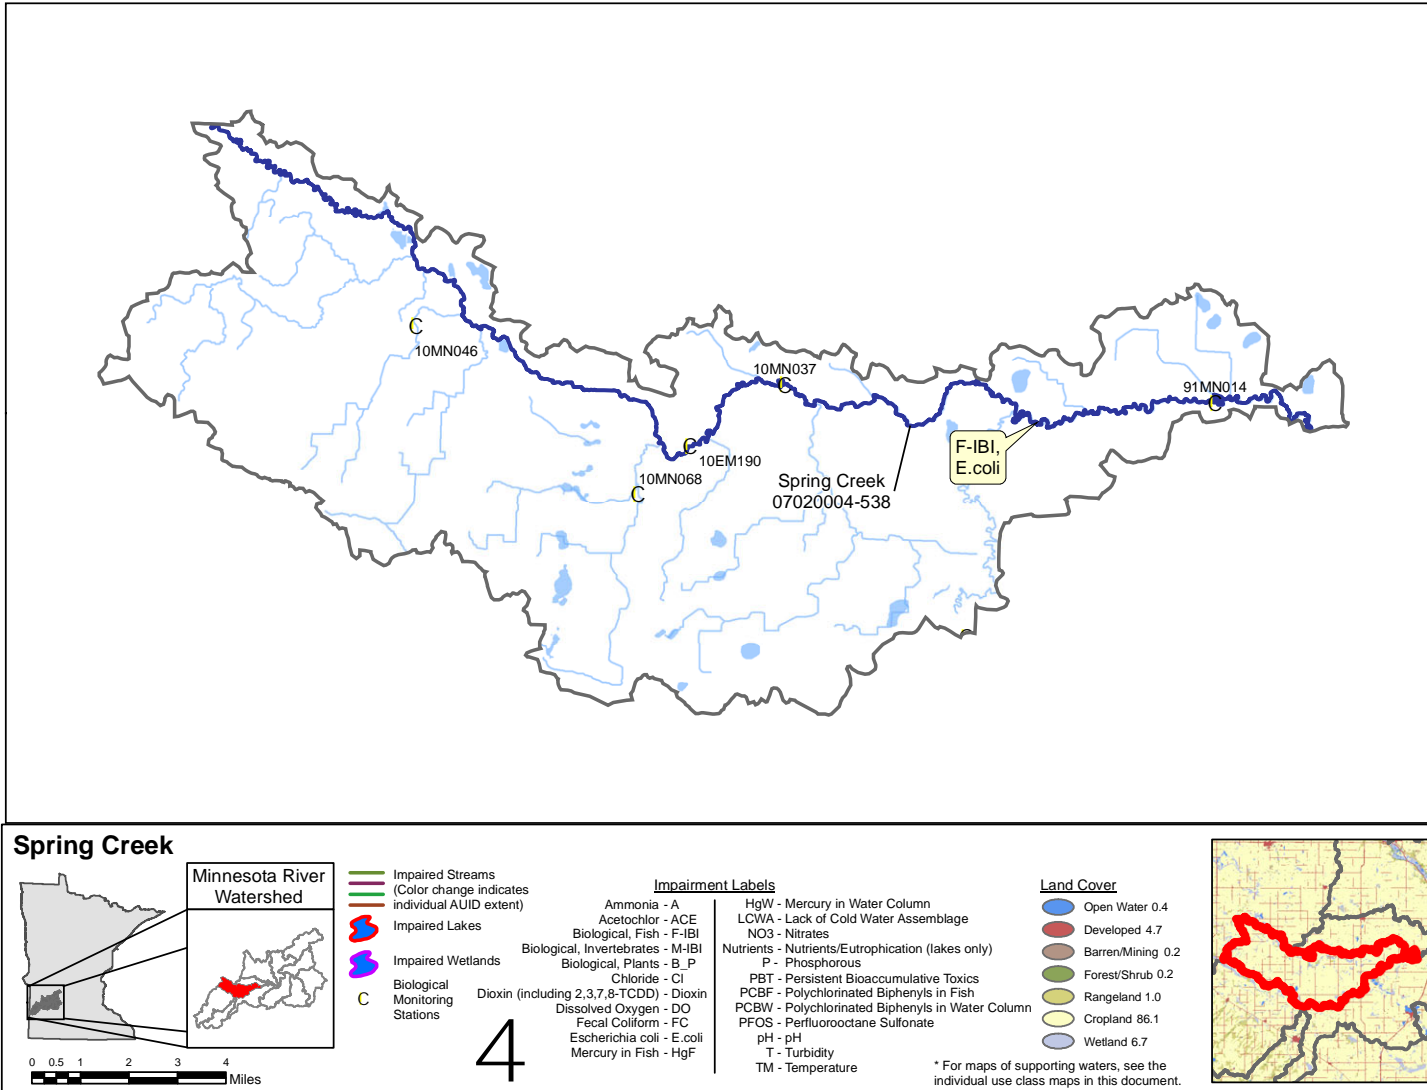 10MN046
10MN037
91MN014
10EM190
10MN068
F-IBI,
E.coli
Spring Creek
07020004-538
Spring Creek
Minnesota River
Watershed
0 0.5 1 2 3 4
Miles
Impaired Streams
(Color change indicates
individual AUID extent)
Impaired Lakes
Impaired Wetlands
C
Biological
Monitoring
Stations
4
Impairment Labels
Ammonia - A
Acetochlor - ACE
Biological, Fish - F-IBI
Biological, Invertebrates - M-IBI
Biological, Plants - B_P
Chloride - Cl
Dioxin (including 2,3,7,8-TCDD) - Dioxin
Dissolved Oxygen - DO
Fecal Coliform - FC
Escherichia coli - E.coli
Mercury in Fish - HgF
HgW - Mercury in Water Column
LCWA - Lack of Cold Water Assemblage
NO3 - Nitrates
Nutrients - Nutrients/Eutrophication (lakes only)
P - Phosphorous
PBT - Persistent Bioaccumulative Toxics
PCBF - Polychlorinated Biphenyls in Fish
PCBW - Polychlorinated Biphenyls in Water Column
PFOS - Perfluorooctane Sulfonate
pH - pH
T - Turbidity
TM - Temperature
Land Cover
Open Water 0.4
Developed 4.7
Barren/Mining 0.2
Forest/Shrub 0.2
Rangeland 1.0
Cropland 86.1
Wetland 6.7
* For maps of supporting waters, see the
individual use class maps in this document.